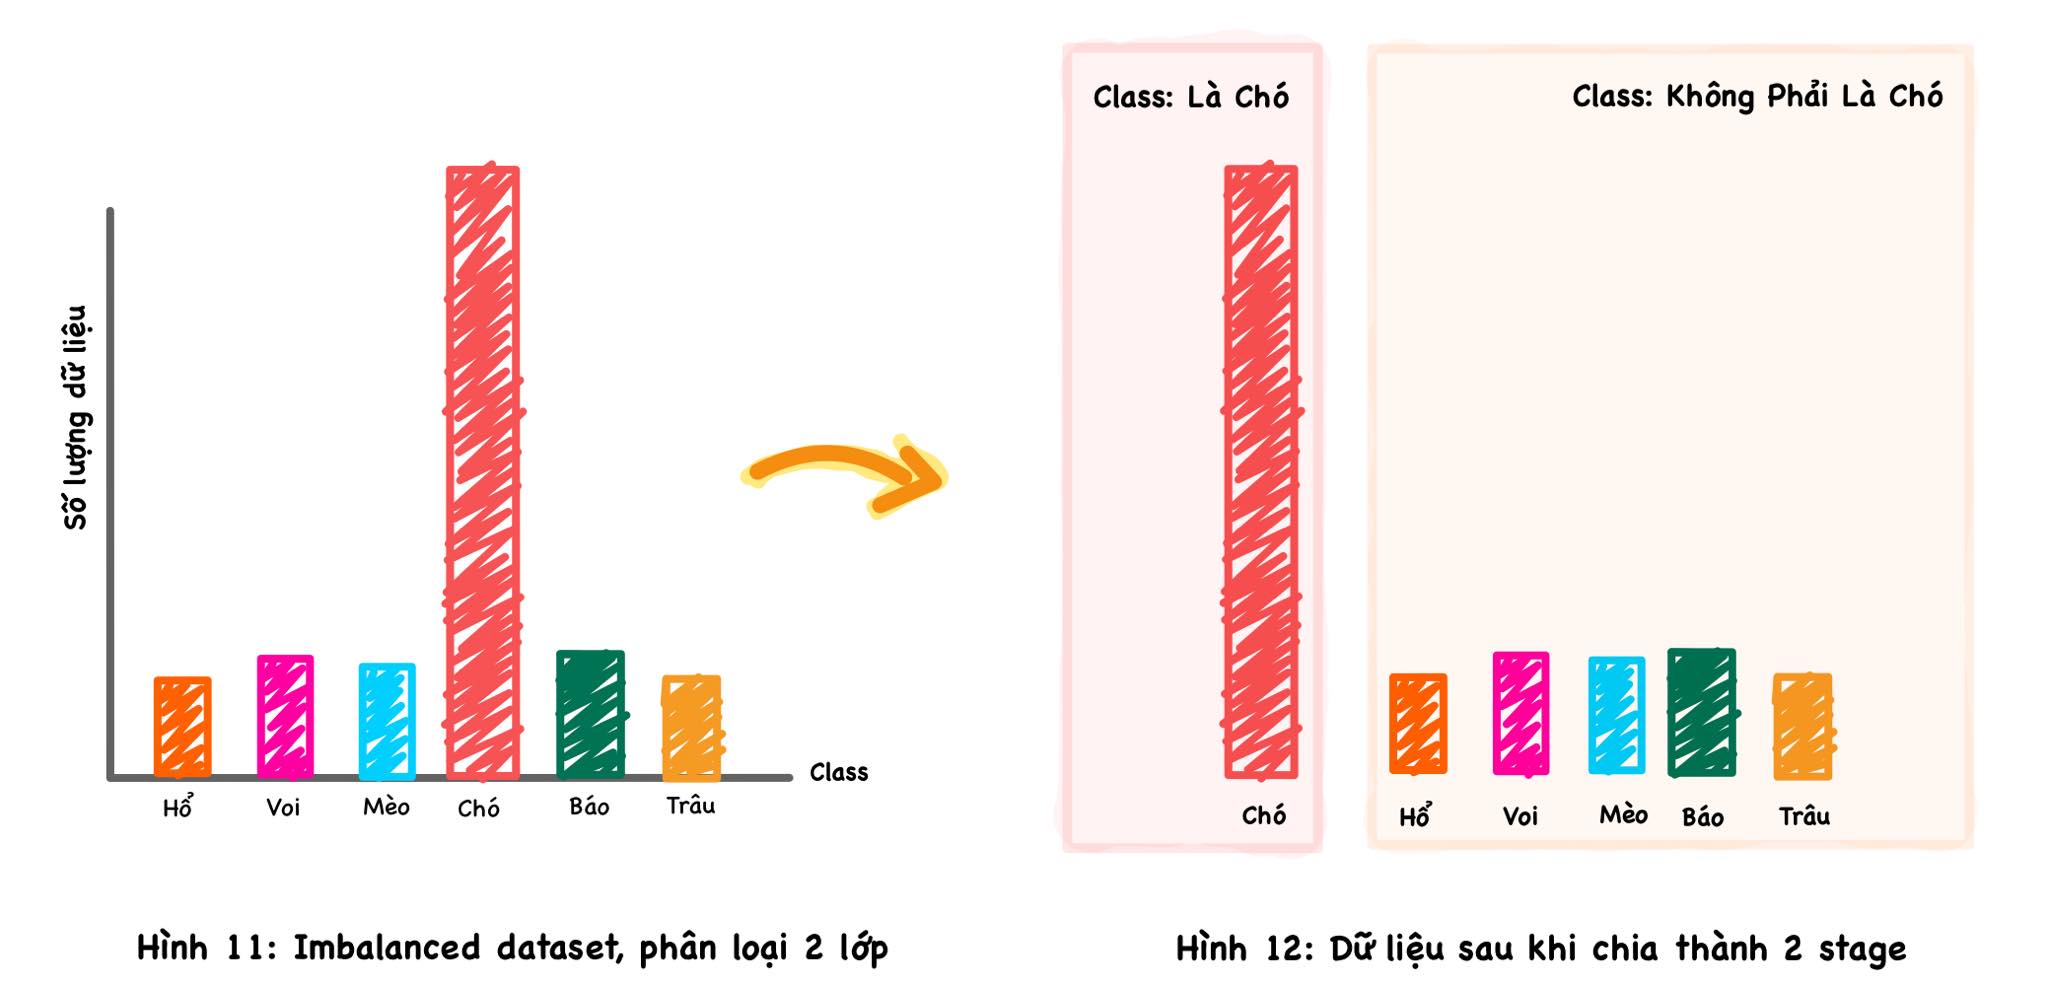 Số lượng dữ liệu
Class
Hổ Voi Mèo Chó Báo Trâu
Hình 11: Imbalanced dataset, phân loại 2 lớp
Class: Là Chó
Chó
Class: Không Phải Là Chó
Hổ Voi Mèo Báo Trâu
Hình 12: Dữ liệu sau khi chia thành 2 stage